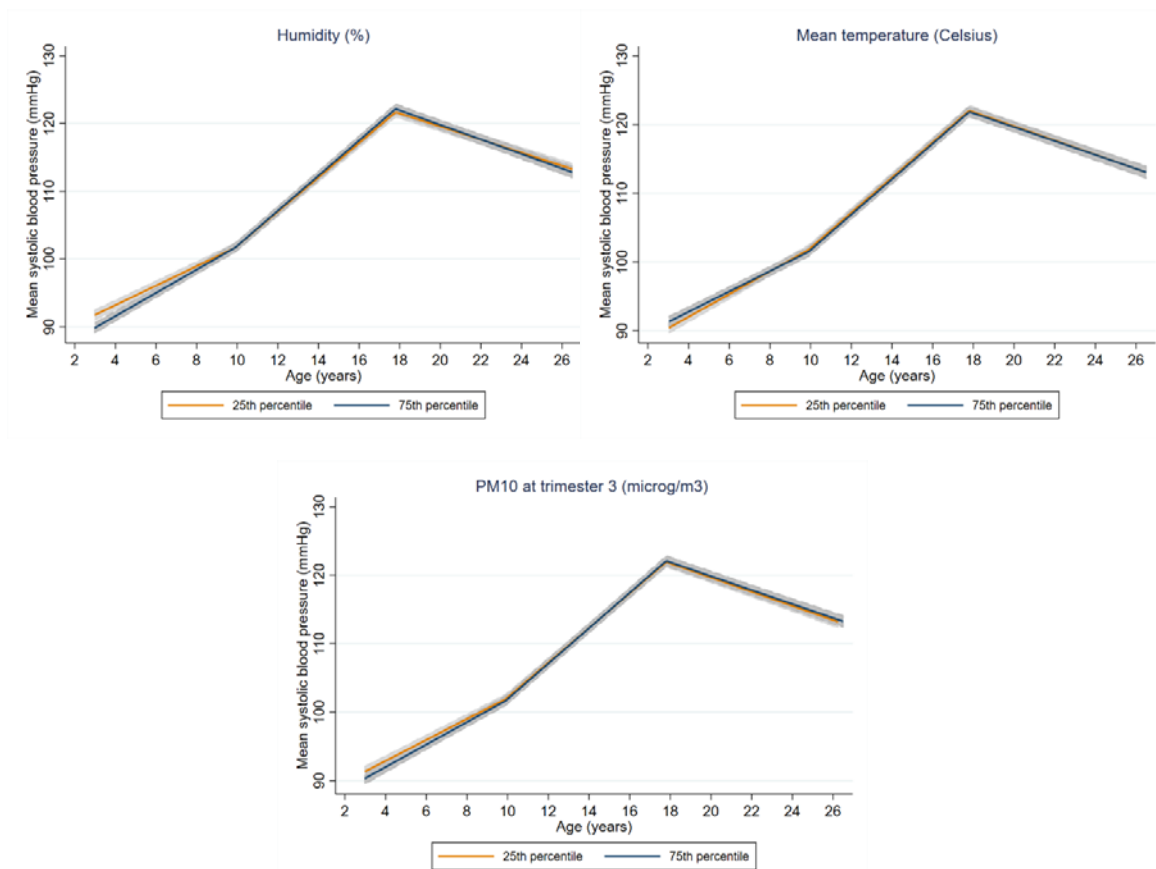 Humidity (%)
Mean systolic blood pressure (mmHg)
130
120
110
100
90
2 4 6 8 10 12 14 16 18 20 22 24 26
Age (years)
25th percentile 75th percentile
Mean temperature (Celsius)
Mean systolic blood pressure (mmHg)
130
120
110
100
90
2 4 6 8 10 12 14 16 18 20 22 24 26
Age (years)
25th percentile 75th percentile
PM10 at trimester 3 (microg/m3)
Mean systolic blood pressure (mmHg)
130
120
110
100
90
2 4 6 8 10 12 14 16 18 20 22 24 26
Age (years)
25th percentile 75th percentile